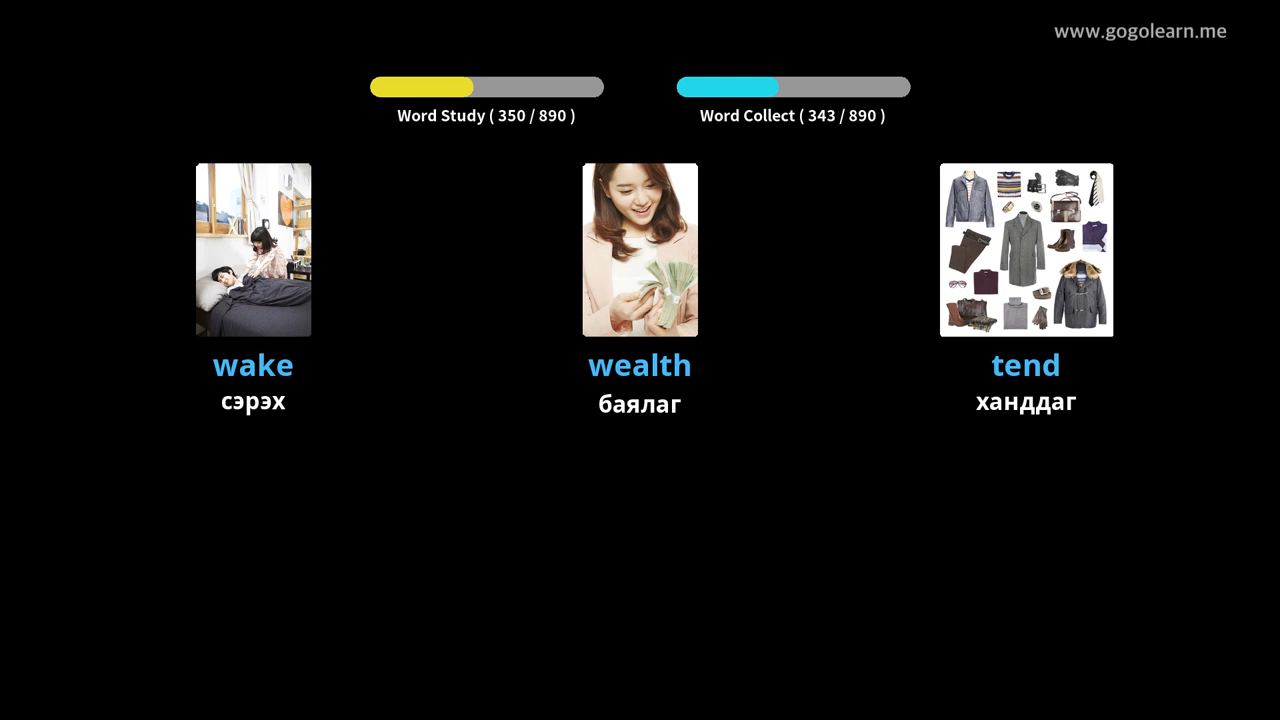 www.gogolearn.me
Word Study ( 350 / 890 )
Word Collect ( 343 / 890 )
wake
сэрэх
wealth
баялаг
tend
ханддаг